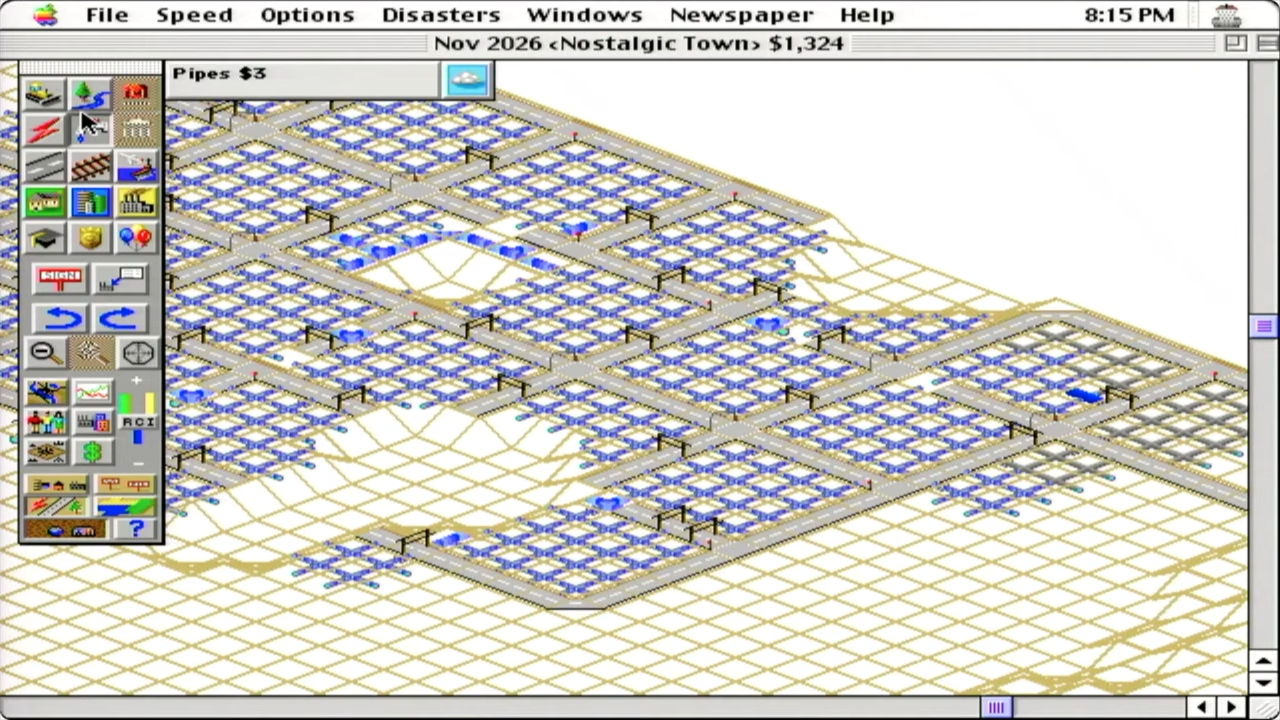 File Speed Options Disasters Windows Newspaper Help 8:15 PM
Nov 2026 <Nostalgic Town> $1,324
Pipes $3
SIGN
+
R C I
-
$
?